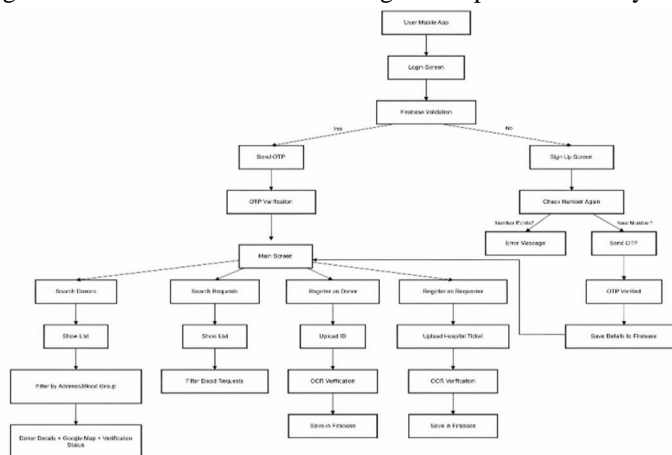 User Mobile App
Login Screen
Firebase Validation
Yes
No
Send OTP
Sign Up Screen
OTP Verification
Check Number Again
Number Exists?
New Number?
Main Screen
Error Message
Send OTP
Search Donors
Search Requests
Register as Donor
Register as Requester
OTP Verified
Show List
Show List
Upload ID
Upload Hospital Ticket
Save Details to Firebase
Filter by Address/Blood Group
Filter Blood Requests
OCR Verification
OCR Verification
Donor Details + Google Map + Verification
Status
Save in Firebase
Save in Firebase